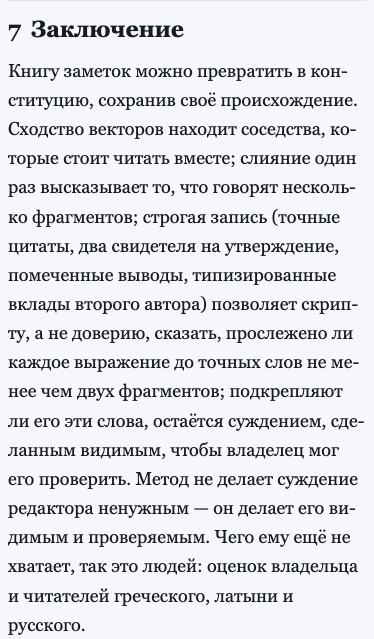 7 Заключение
Книгу заметок можно превратить в кон-
ституцию, сохранив своё происхождение.
Сходство векторов находит соседства, ко-
торые стоит читать вместе; слияние один
раз высказывает то, что говорят несколь-
ко фрагментов; строгая запись (точные
цитаты, два свидетеля на утверждение,
помеченные выводы, типизированные
вклады второго автора) позволяет скрип-
ту, а не доверию, сказать, прослежено ли
каждое выражение до точных слов не ме-
нее чем двух фрагментов; подкрепляют
ли его эти слова, остаётся суждением, сде-
ланным видимым, чтобы владелец мог
его проверить. Метод не делает суждение
редактора ненужным — он делает его ви-
димым и проверяемым. Чего ему ещё не
хватает, так это людей: оценок владельца
и читателей греческого, латыни и
русского.